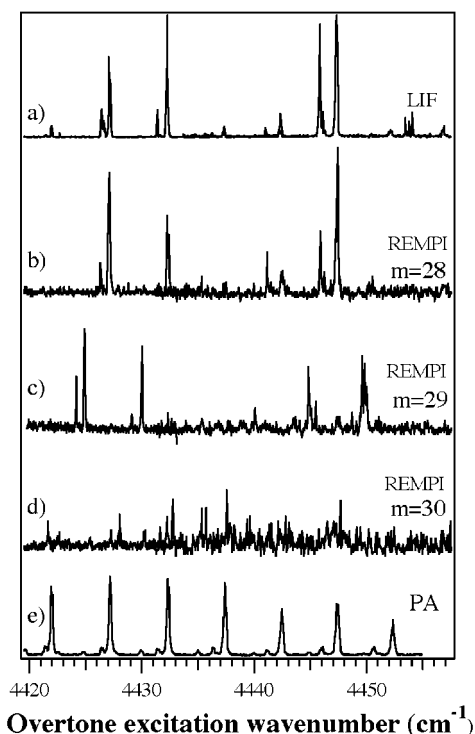 a)
LIF
b)
REMPI
m=28
c)
REMPI
m=29
d)
REMPI
m=30
e)
PA
4420 4430 4440 4450
Overtone excitation wavenumber (cm⁻¹)